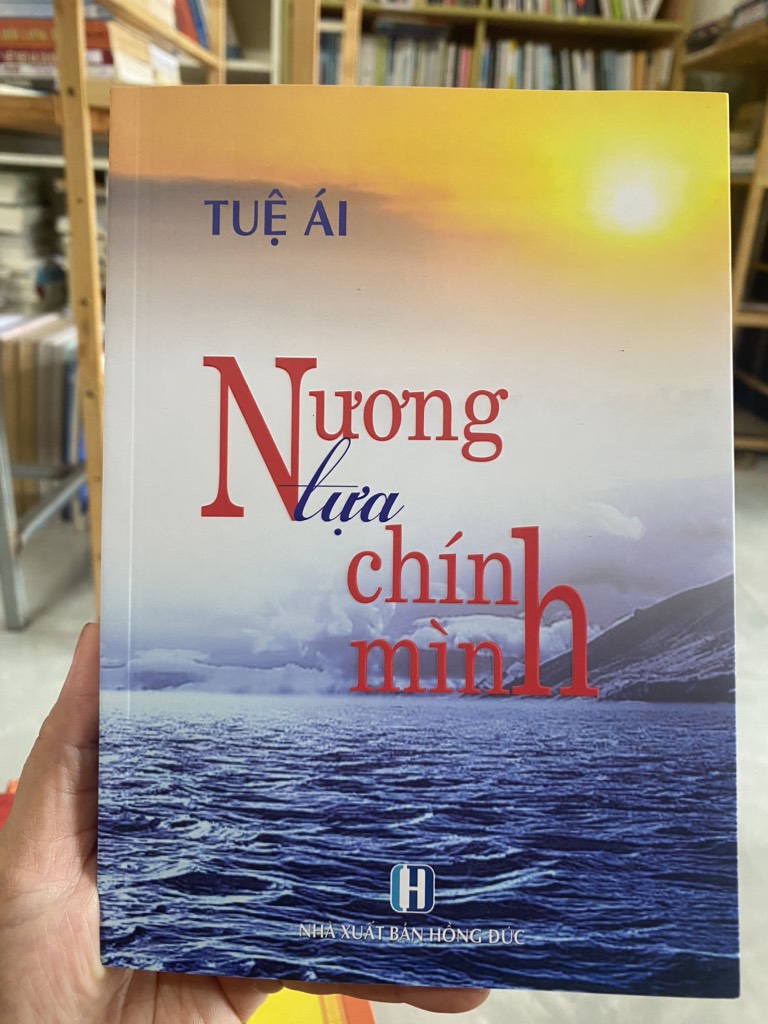 TUỆ ÁI
Nương
tựa
chính
mình
NHÀ XUẤT BẢN HỒNG ĐỨC